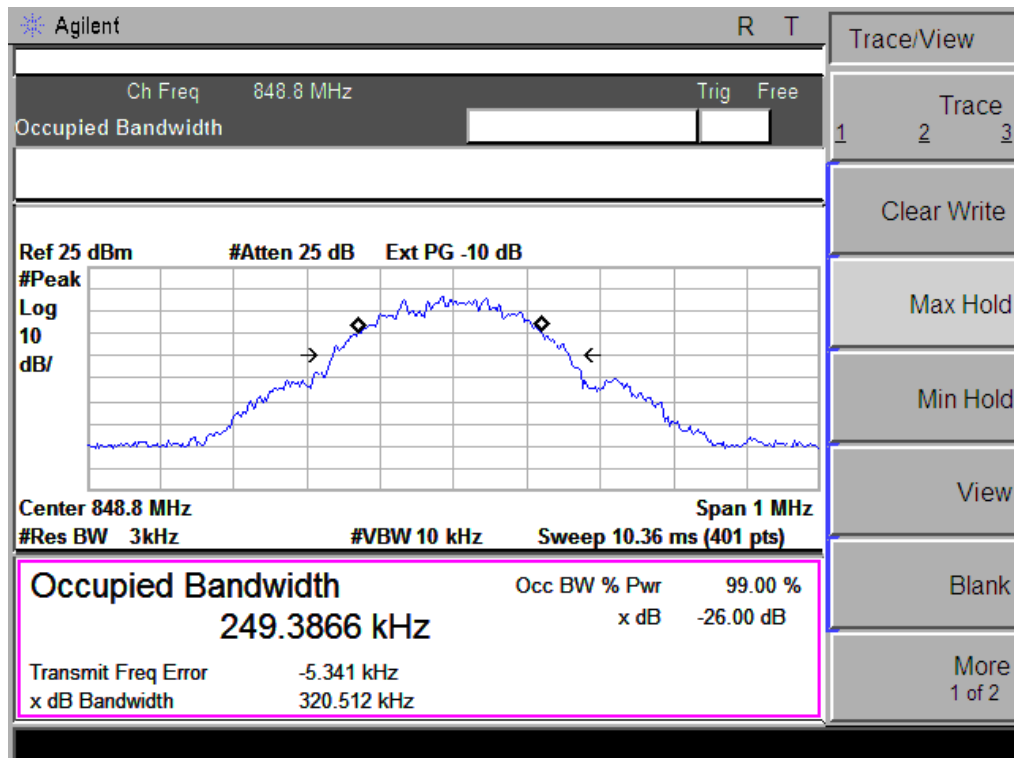 Agilent R T
Trace/View
Ch Freq 848.8 MHz Trig Free
Occupied Bandwidth
Trace
1 2 3
Clear Write
Max Hold
Min Hold
View
Blank
More
1 of 2
Ref 25 dBm #Atten 25 dB Ext PG -10 dB
#Peak
Log
10
dB/
Center 848.8 MHz Span 1 MHz
#Res BW 3kHz #VBW 10 kHz Sweep 10.36 ms (401 pts)
Occupied Bandwidth Occ BW % Pwr 99.00 %
249.3866 kHz x dB -26.00 dB
Transmit Freq Error -5.341 kHz
x dB Bandwidth 320.512 kHz